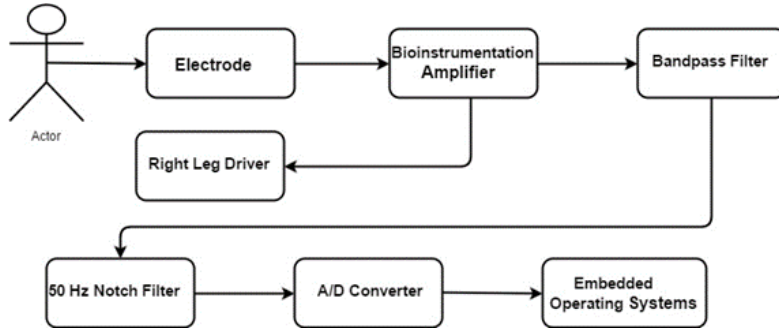 Electrode
Bioinstrumentation
Amplifier
Bandpass Filter
Actor
Right Leg Driver
50 Hz Notch Filter
A/D Converter
Embedded
Operating Systems